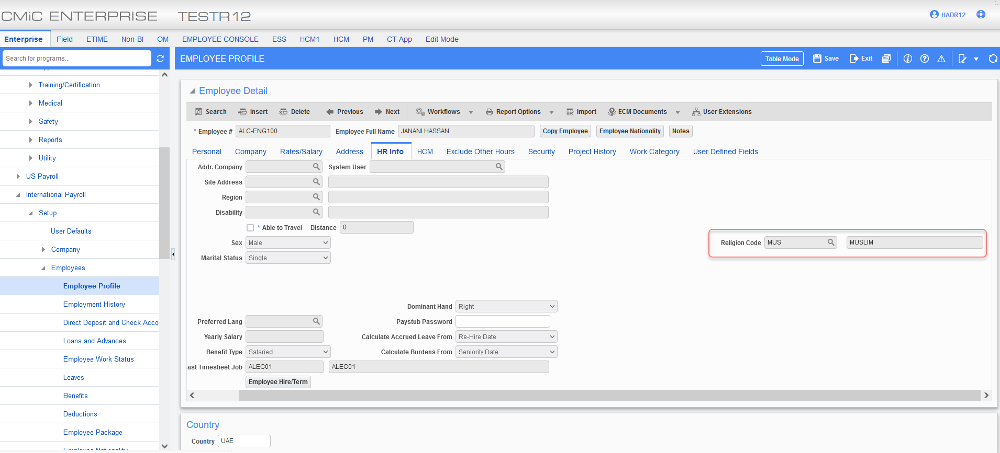 CMiC ENTERPRISE TESTR12
HADR12
Enterprise Field ETIME Non-BI OM EMPLOYEE CONSOLE ESS HCM1 HCM PM CT App Edit Mode
Search for programs...
EMPLOYEE PROFILE
Table Mode Save Exit
Training/Certification
Medical
Safety
Reports
Utility
US Payroll
International Payroll
Setup
User Defaults
Company
Employees
Employee Profile
Employment History
Direct Deposit and Check Acco
Loans and Advances
Employee Work Status
Leaves
Benefits
Deductions
Employee Package
Employee Nationality
Employee Detail
Search Insert Delete Previous Next Workflows Report Options Import ECM Documents User Extensions
* Employee # ALC-ENG100 Employee Full Name JANANI HASSAN Copy Employee Employee Nationality Notes
Personal Company Rates/Salary Address HR Info HCM Exclude Other Hours Security Project History Work Category User Defined Fields
Addr. Company System User
Site Address
Region
Disability
* Able to Travel Distance 0
Sex Male Religion Code MUS MUSLIM
Marital Status Single
Dominant Hand Right
Preferred Lang Paystub Password
Yearly Salary Calculate Accrued Leave From Re-Hire Date
Benefit Type Salaried Calculate Burdens From Seniority Date
ast Timesheet Job ALEC01 ALEC01
Employee Hire/Term
Country
Country UAE